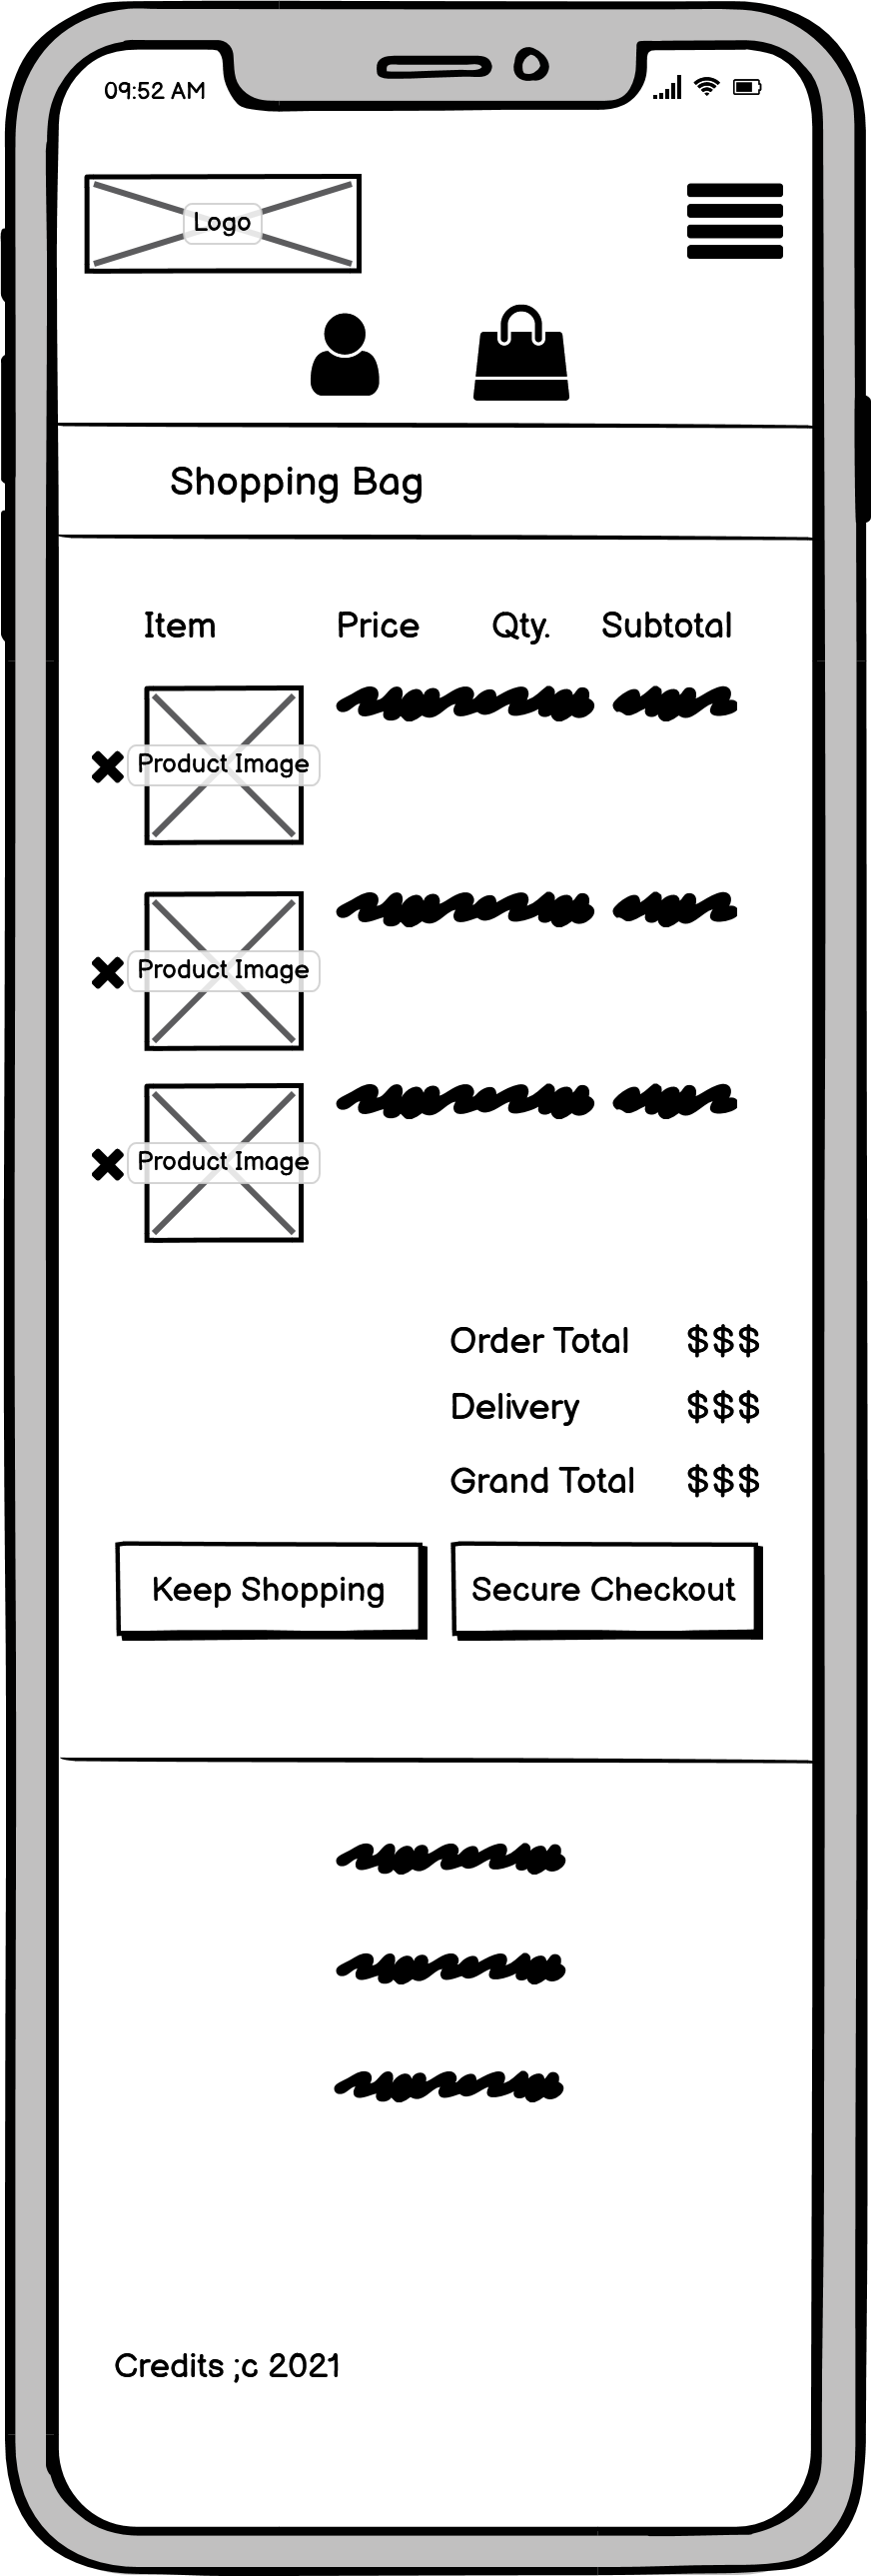 09:52 AM
Logo
Shopping Bag
Item Price Qty. Subtotal
Product Image
Product Image
Product Image
Order Total $$$
Delivery $$$
Grand Total $$$
Keep Shopping Secure Checkout
Credits ;c 2021